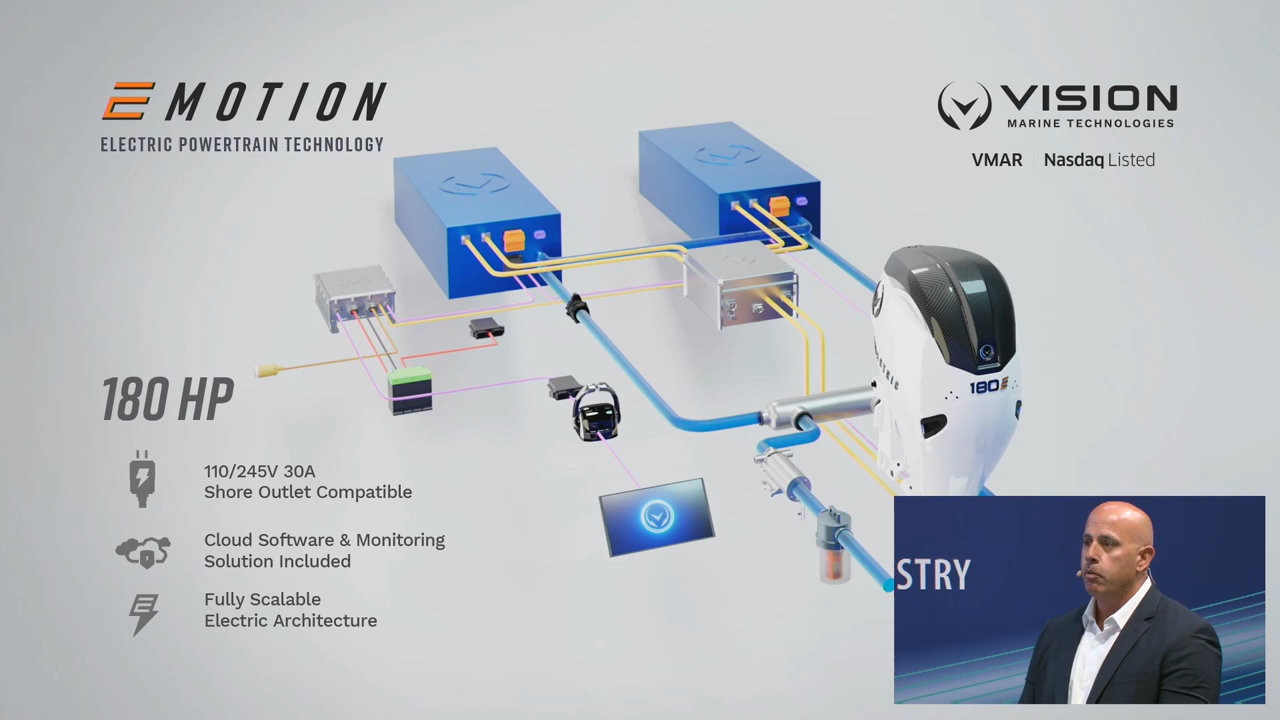 EMOTION
ELECTRIC POWERTRAIN TECHNOLOGY
VISION
MARINE TECHNOLOGIES
VMAR Nasdaq Listed
180E
180 HP
110/245V 30A
Shore Outlet Compatible
Cloud Software & Monitoring
Solution Included
Fully Scalable
Electric Architecture
STRY